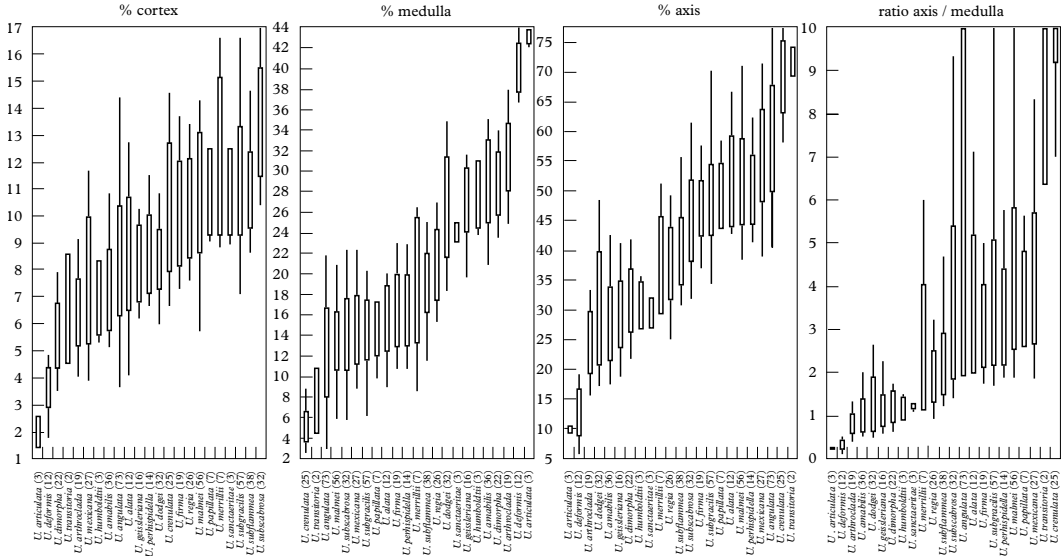 % cortex
17
16
15
14
13
12
11
10
9
8
7
6
5
4
3
2
1
U. articulata (3)
U. deformis (12)
U. dimorpha (22)
U. transitoria (2)
U. arthroclada (19)
U. mexicana (27)
U. humboldtii (3)
U. amabilis (36)
U. angulata (73)
U. alata (12)
U. geisleriana (16)
U. perhispidella (14)
U. dodgei (32)
U. crenulata (25)
U. firma (19)
U. regia (26)
U. malmei (56)
U. papillata (7)
U. merrillii (7)
U. sanctaeritae (3)
U. subgracilis (57)
U. subflammea (38)
U. subscabrosa (32)
% medulla
44
42
40
38
36
34
32
30
28
26
24
22
20
18
16
14
12
10
8
6
4
2
U. crenulata (25)
U. transitoria (2)
U. angulata (73)
U. malmei (56)
U. subscabrosa (32)
U. mexicana (27)
U. subgracilis (57)
U. papillata (7)
U. alata (12)
U. firma (19)
U. perhispidella (14)
U. merrillii (7)
U. subflammea (38)
U. regia (26)
U. dodgei (32)
U. sanctaeritae (3)
U. geisleriana (16)
U. humboldtii (3)
U. amabilis (36)
U. dimorpha (22)
U. arthroclada (19)
U. deformis (12)
U. articulata (3)
% axis
75
70
65
60
55
50
45
40
35
30
25
20
15
10
5
U. articulata (3)
U. deformis (12)
U. arthroclada (19)
U. dodgei (32)
U. amabilis (36)
U. geisleriana (16)
U. dimorpha (22)
U. humboldtii (3)
U. sanctaeritae (3)
U. merrillii (7)
U. regia (26)
U. subflammea (38)
U. subscabrosa (32)
U. firma (19)
U. subgracilis (57)
U. papillata (7)
U. alata (12)
U. malmei (56)
U. perhispidella (14)
U. mexicana (27)
U. angulata (73)
U. crenulata (25)
U. transitoria (2)
ratio axis / medulla
10
9
8
7
6
5
4
3
2
1
0
U. articulata (3)
U. deformis (12)
U. arthroclada (19)
U. amabilis (36)
U. dodgei (32)
U. geisleriana (16)
U. dimorpha (22)
U. humboldtii (3)
U. sanctaeritae (3)
U. merrillii (7)
U. regia (26)
U. subflammea (38)
U. subscabrosa (32)
U. angulata (73)
U. alata (12)
U. firma (19)
U. subgracilis (57)
U. perhispidella (14)
U. malmei (56)
U. papillata (7)
U. mexicana (27)
U. transitoria (2)
U. crenulata (25)